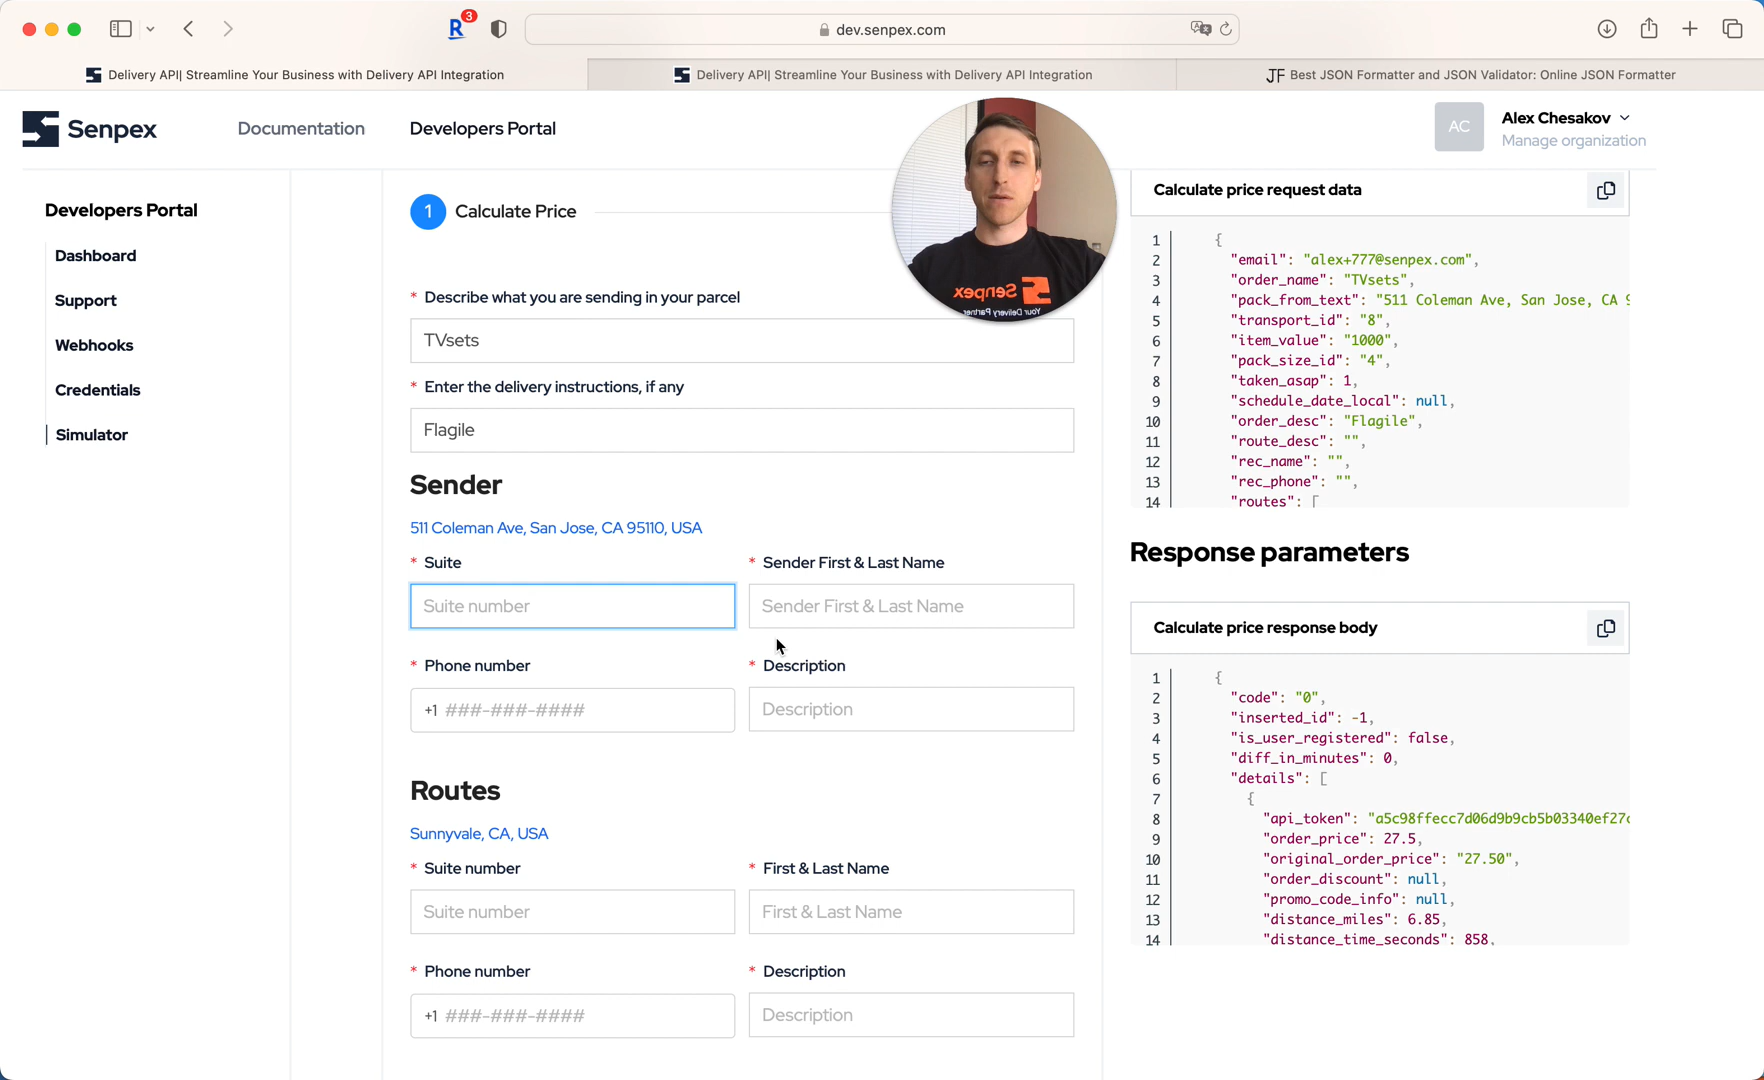 R 3
dev.senpex.com
Delivery API| Streamline Your Business with Delivery API Integration
Delivery API| Streamline Your Business with Delivery API Integration
JF Best JSON Formatter and JSON Validator: Online JSON Formatter
Senpex
Documentation
Developers Portal
AC
Alex Chesakov
Manage organization
Developers Portal
Dashboard
Support
Webhooks
Credentials
Simulator
1 Calculate Price
* Describe what you are sending in your parcel
TVsets
* Enter the delivery instructions, if any
Flagile
Sender
511 Coleman Ave, San Jose, CA 95110, USA
* Suite
* Sender First & Last Name
Suite number
Sender First & Last Name
* Phone number
* Description
+1 ###-###-####
Description
Routes
Sunnyvale, CA, USA
* Suite number
* First & Last Name
Suite number
First & Last Name
* Phone number
* Description
+1 ###-###-####
Description
Senpex
Your Delivery Partner
Calculate price request data
1 {
2 "email": "alex+777@senpex.com",
3 "order_name": "TVsets",
4 "pack_from_text": "511 Coleman Ave, San Jose, CA 9
5 "transport_id": "8",
6 "item_value": "1000",
7 "pack_size_id": "4",
8 "taken_asap": 1,
9 "schedule_date_local": null,
10 "order_desc": "Flagile",
11 "route_desc": "",
12 "rec_name": "",
13 "rec_phone": "",
14 "routes": [
Response parameters
Calculate price response body
1 {
2 "code": "0",
3 "inserted_id": -1,
4 "is_user_registered": false,
5 "diff_in_minutes": 0,
6 "details": [
7 {
8 "api_token": "a5c98ffecc7d06d9b9cb5b03340ef27c
9 "order_price": 27.5,
10 "original_order_price": "27.50",
11 "order_discount": null,
12 "promo_code_info": null,
13 "distance_miles": 6.85,
14 "distance_time_seconds": 858,